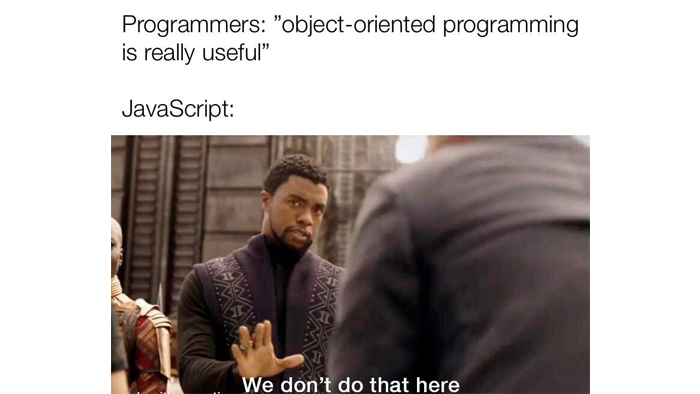 Programmers: ”object-oriented programming
is really useful”
JavaScript:
We don’t do that here